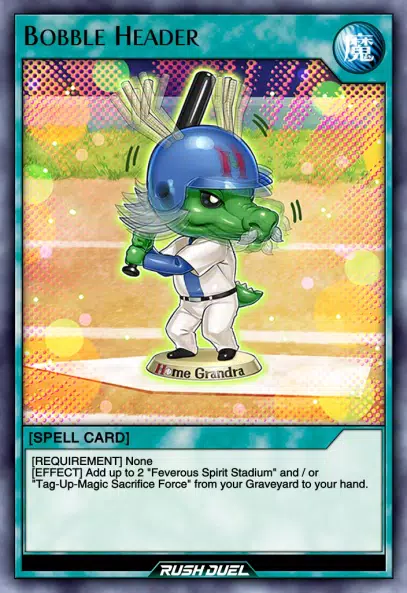 BOBBLE HEADER
魔
H
Home Grandra
[SPELL CARD]
[REQUIREMENT] None
[EFFECT] Add up to 2 "Feverous Spirit Stadium" and / or
"Tag-Up-Magic Sacrifice Force" from your Graveyard to your hand.
RUSH DUEL